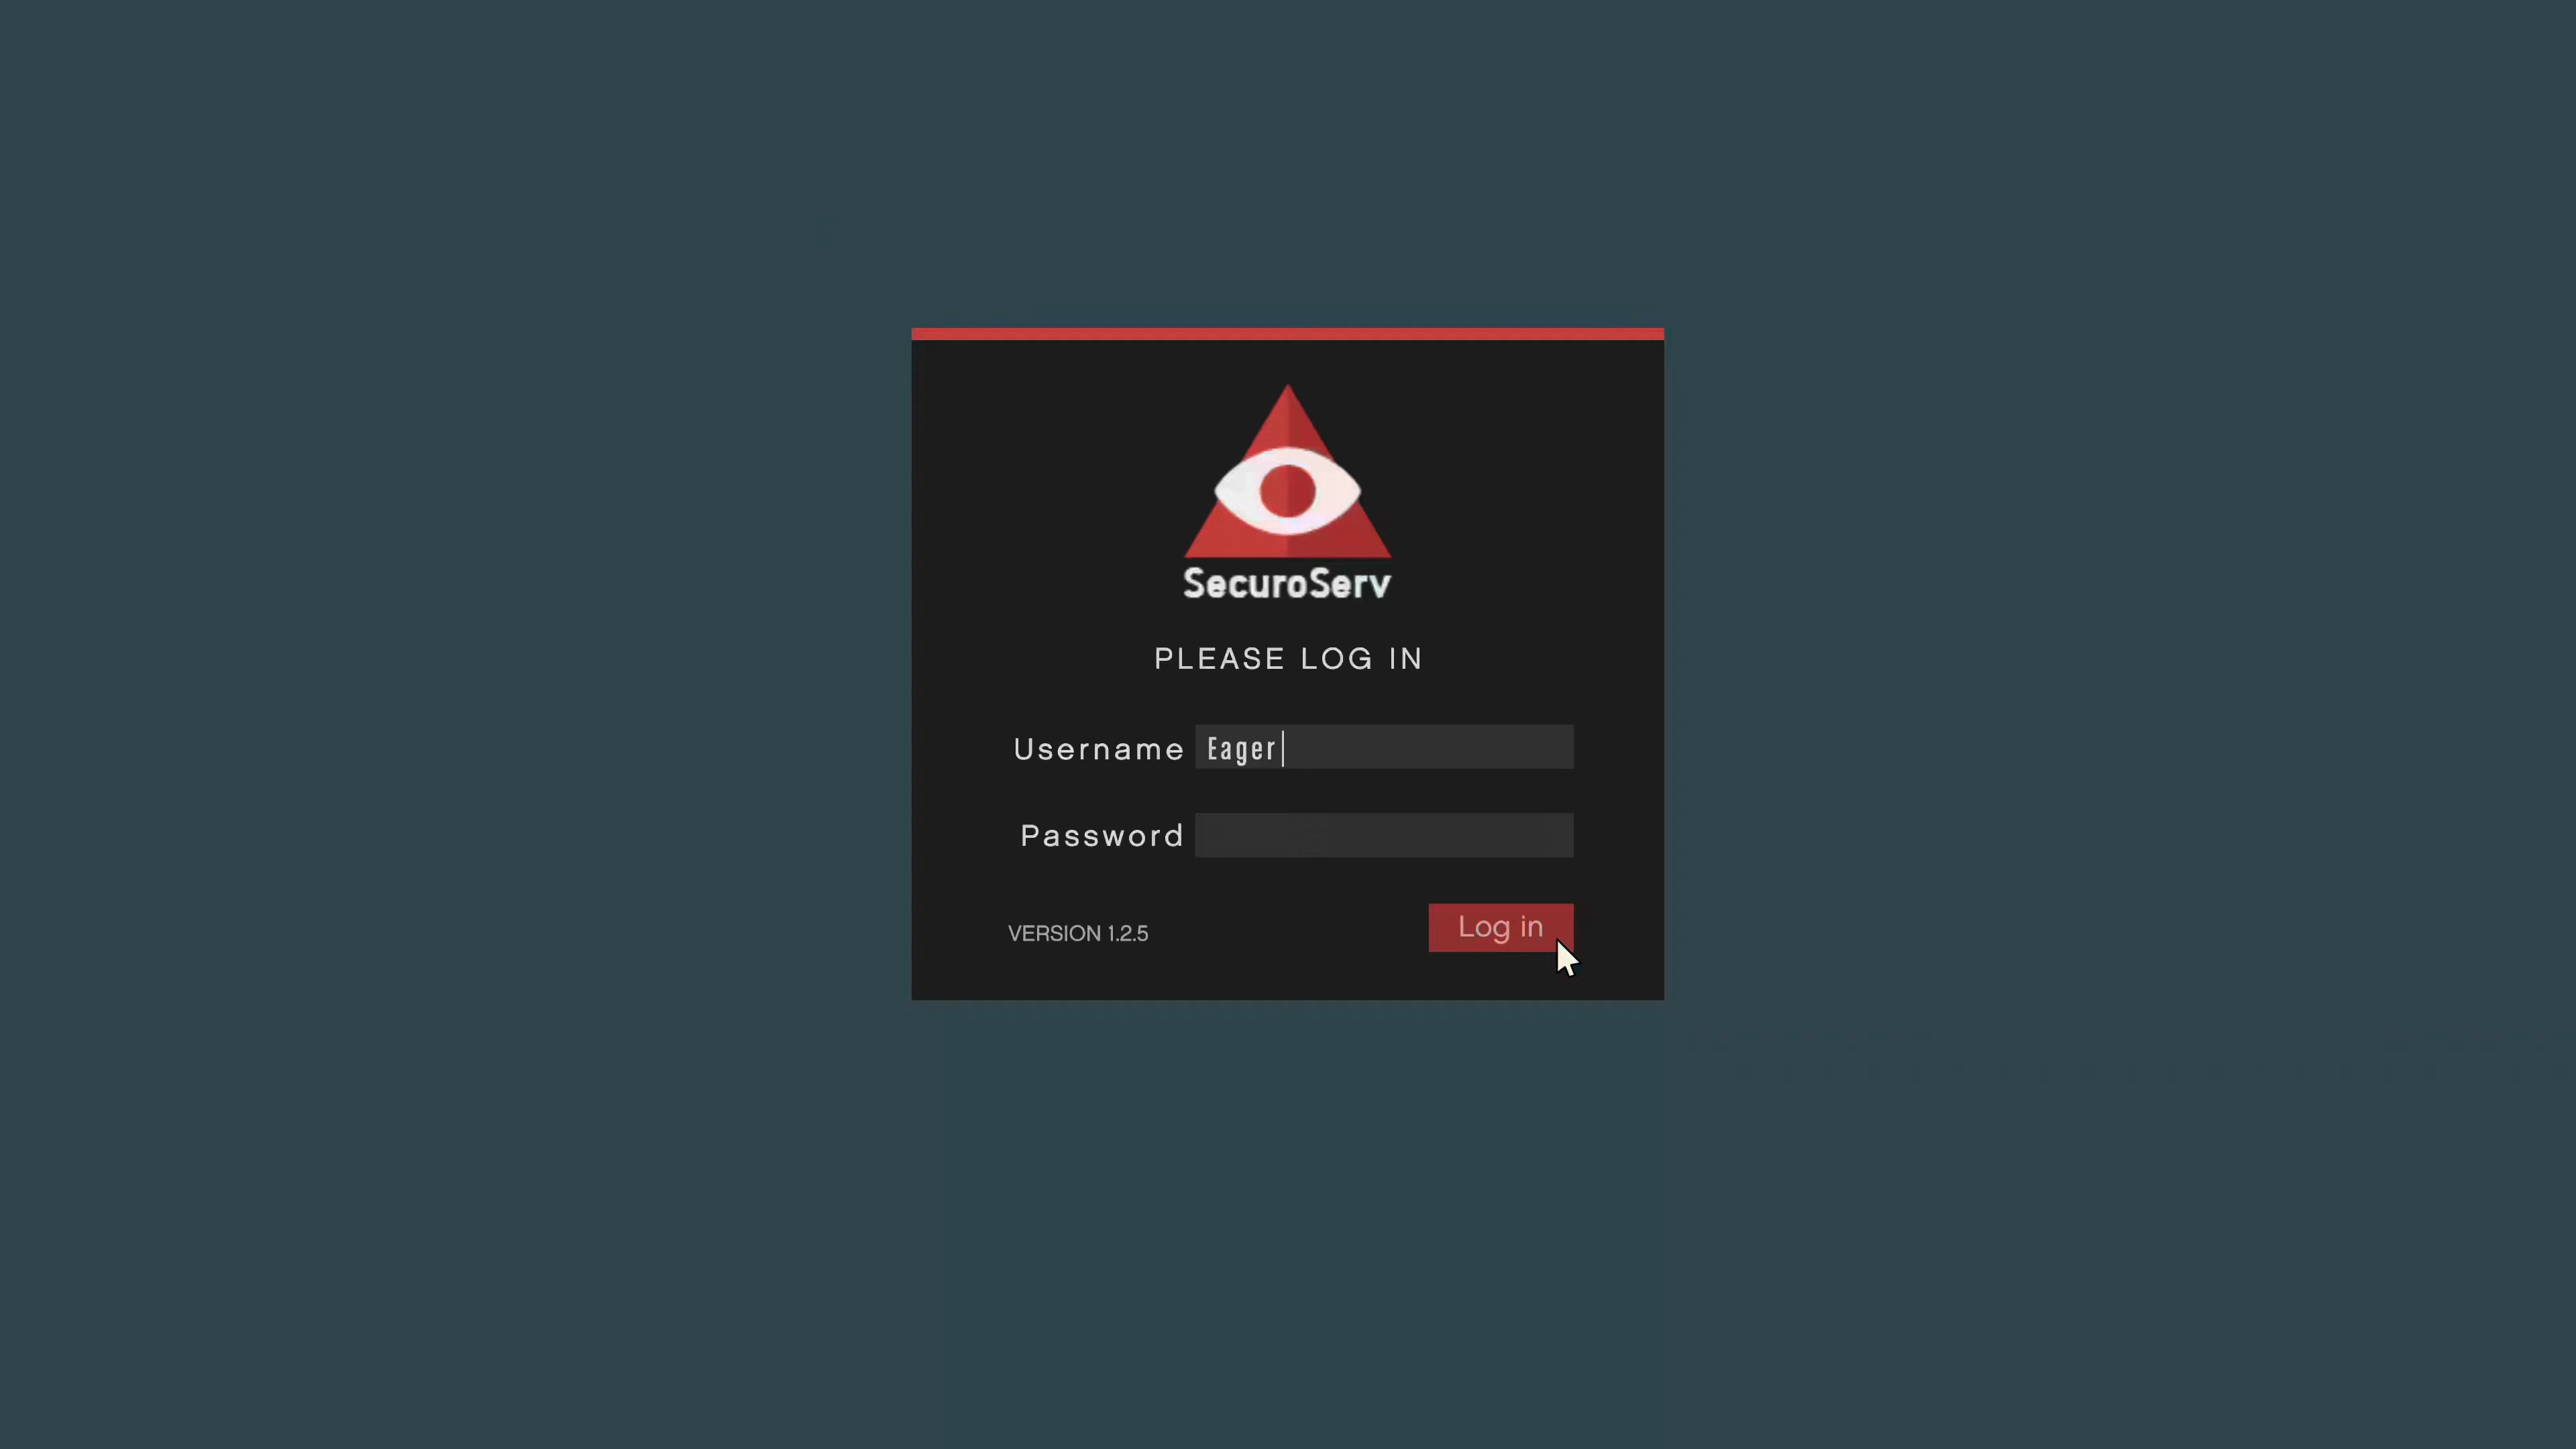 SecuroServ
PLEASE LOG IN
Username Eager
Password
VERSION 1.2.5 Log in